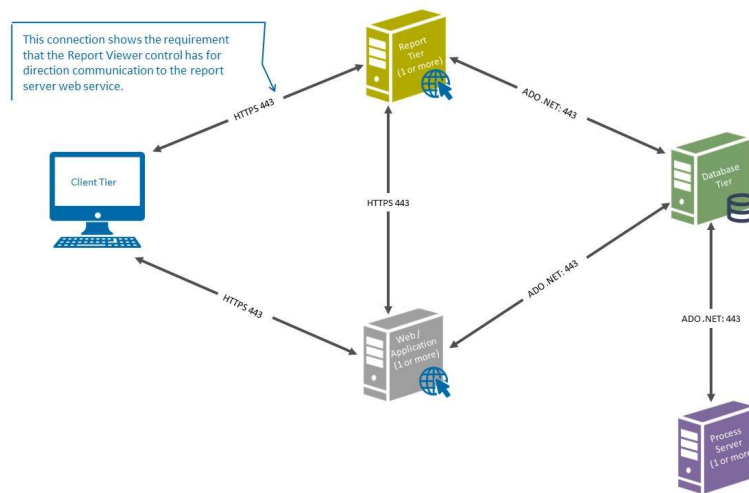 This connection shows the requirement
that the Report Viewer control has for
direction communication to the report
server web service.
Report
Tier
(1 or more)
HTTPS 443
ADO .NET: 443
Client Tier
Database
Tier
HTTPS 443
HTTPS 443
ADO .NET: 443
ADO .NET: 443
Web /
Application
(1 or more)
Process
Server
(1 or more